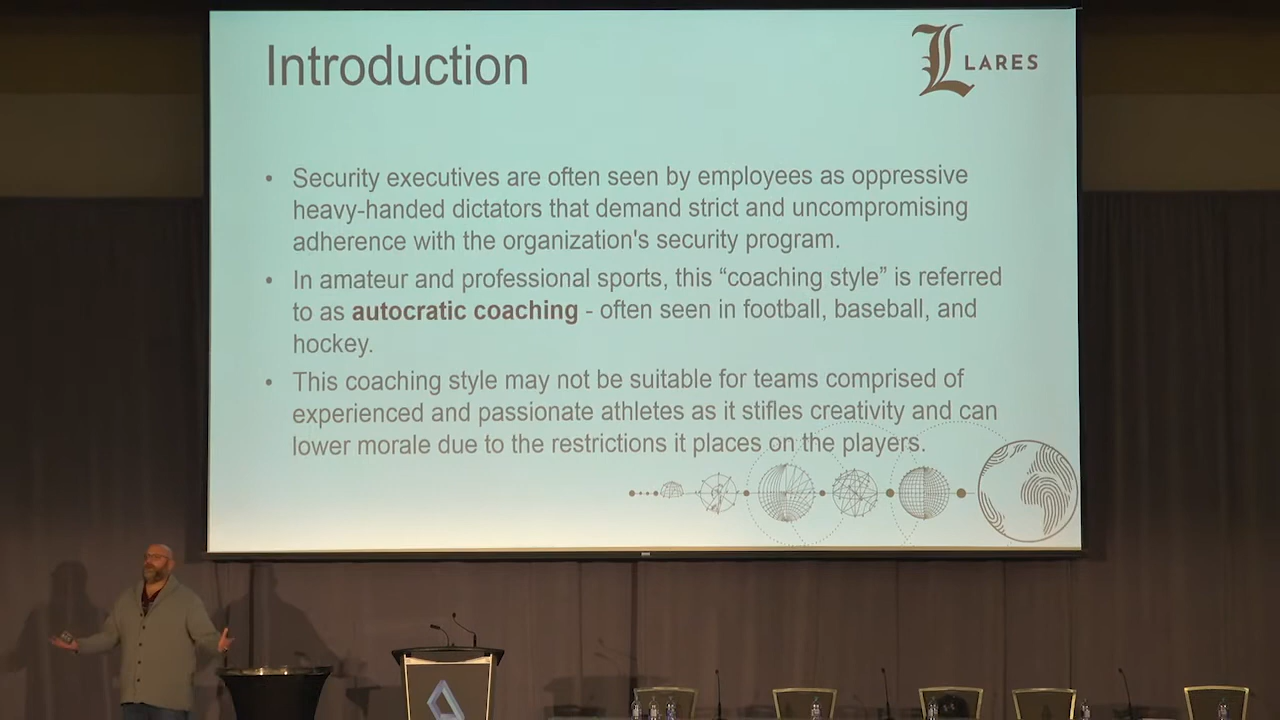 Introduction
L LARES
• Security executives are often seen by employees as oppressive
heavy-handed dictators that demand strict and uncompromising
adherence with the organization's security program.
• In amateur and professional sports, this “coaching style” is referred
to as autocratic coaching - often seen in football, baseball, and
hockey.
• This coaching style may not be suitable for teams comprised of
experienced and passionate athletes as it stifles creativity and can
lower morale due to the restrictions it places on the players.